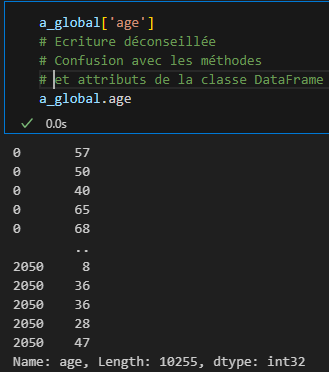 a_global['age']
# Ecriture déconseillée
# Confusion avec les méthodes
# et attributs de la classe DataFrame
a_global.age
0.0s
0 57
0 50
0 40
0 65
0 68
..
2050 8
2050 36
2050 36
2050 28
2050 47
Name: age, Length: 10255, dtype: int32